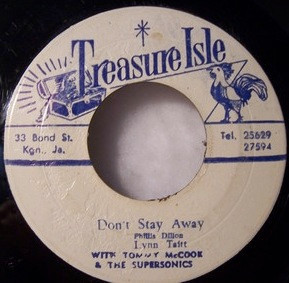 Treasure Isle
33 Bond St.
Kgn., Ja.
Tel. 25629
27594
Don't Stay Away
Phillis Dillon
Lynn Taitt
WITH TOMMY McCOOK
& THE SUPERSONICS